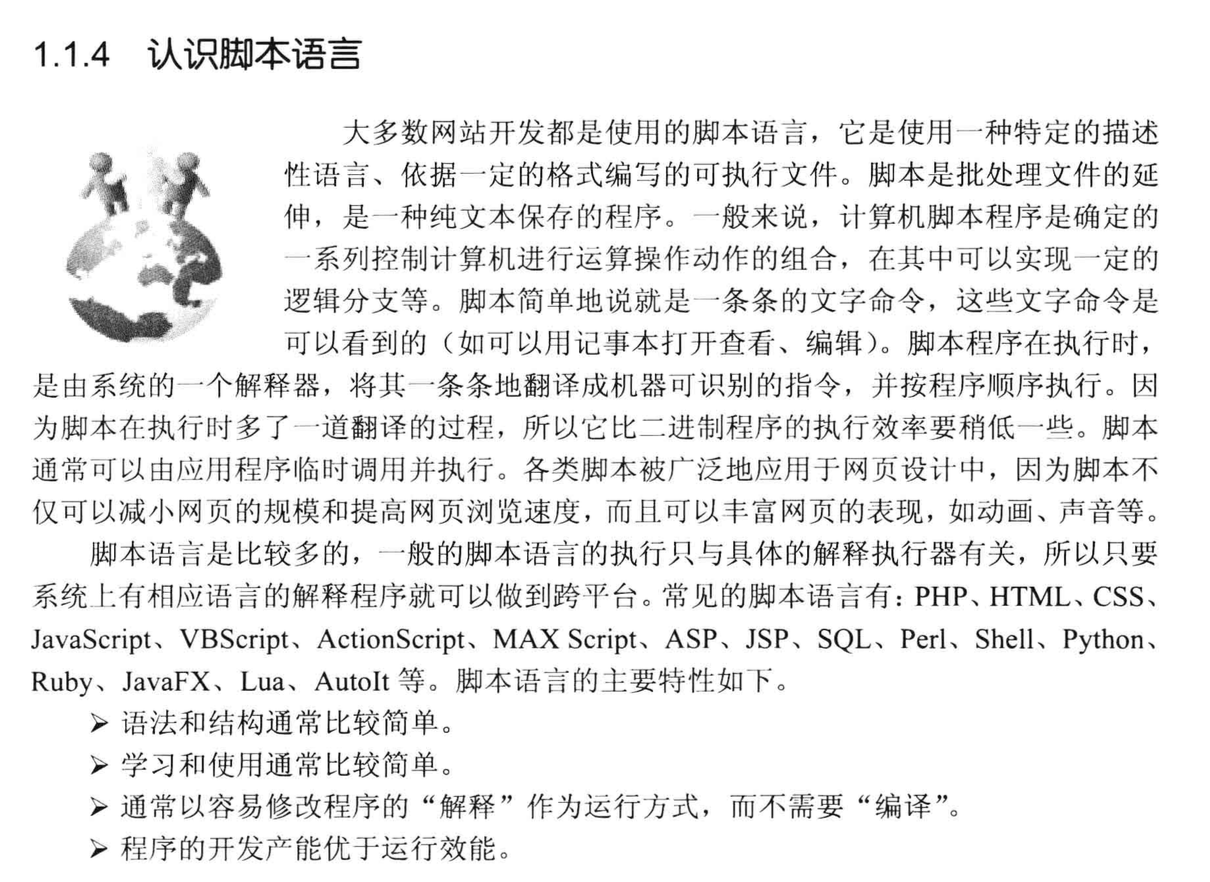 1.1.4 认识脚本语言
大多数网站开发都是使用的脚本语言，它是使用一种特定的描述
性语言、依据一定的格式编写的可执行文件。脚本是批处理文件的延
伸，是一种纯文本保存的程序。一般来说，计算机脚本程序是确定的
一系列控制计算机进行运算操作动作的组合，在其中可以实现一定的
逻辑分支等。脚本简单地说就是一条条的文字命令，这些文字命令是
可以看到的（如可以用记事本打开查看、编辑）。脚本程序在执行时，
是由系统的一个解释器，将其一条条地翻译成机器可识别的指令，并按程序顺序执行。因
为脚本在执行时多了一道翻译的过程，所以它比二进制程序的执行效率要稍低一些。脚本
通常可以由应用程序临时调用并执行。各类脚本被广泛地应用于网页设计中，因为脚本不
仅可以减小网页的规模和提高网页浏览速度，而且可以丰富网页的表现，如动画、声音等。
脚本语言是比较多的，一般的脚本语言的执行只与具体的解释执行器有关，所以只要
系统上有相应语言的解释程序就可以做到跨平台。常见的脚本语言有：PHP、HTML、CSS、
JavaScript、VBScript、ActionScript、MAX Script、ASP、JSP、SQL、Perl、Shell、Python、
Ruby、JavaFX、Lua、AutoIt 等。脚本语言的主要特性如下。
➢ 语法和结构通常比较简单。
➢ 学习和使用通常比较简单。
➢ 通常以容易修改程序的“解释”作为运行方式，而不需要“编译”。
➢ 程序的开发产能优于运行效能。